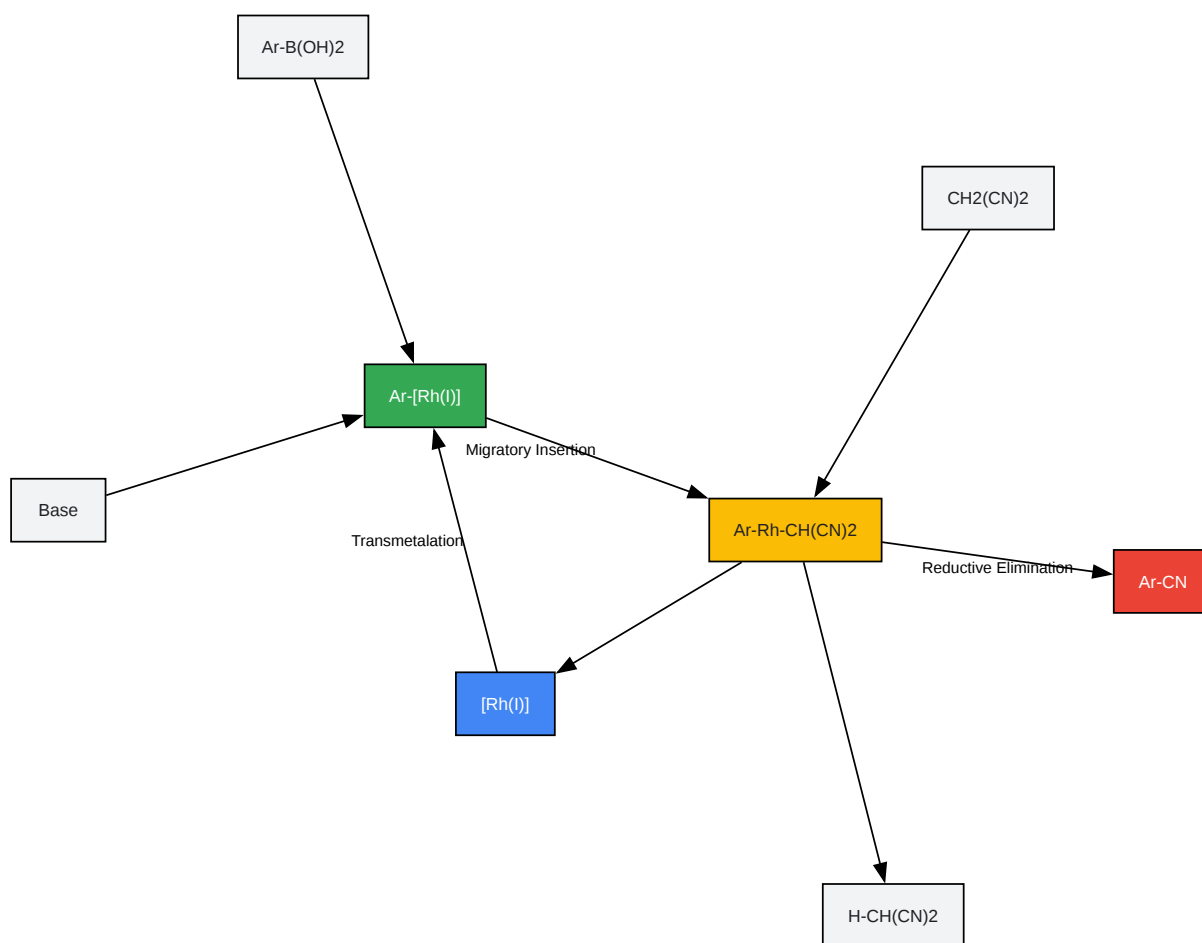 Ar-B(OH)2
CH2(CN)2
Ar-[Rh(I)]
Migratory Insertion
Base
Ar-Rh-CH(CN)2
Transmetalation
Reductive Elimination
Ar-CN
[Rh(I)]
H-CH(CN)2